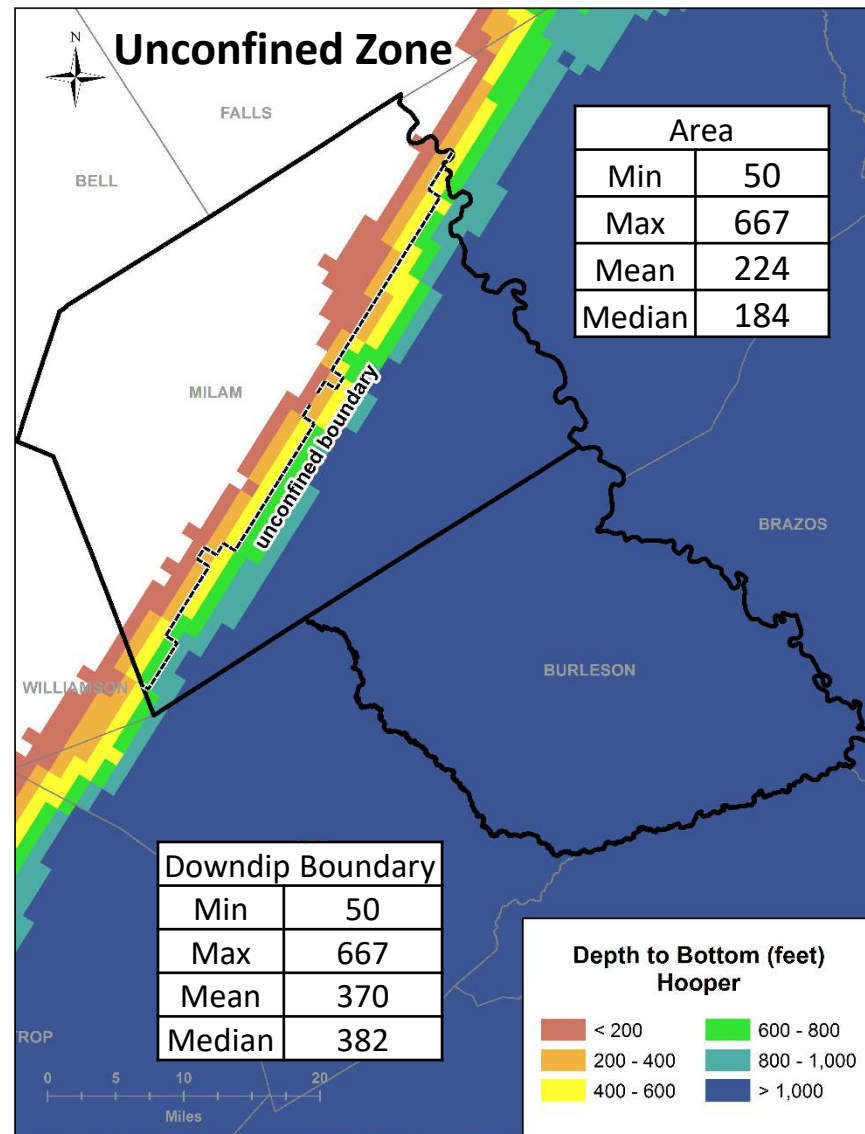 Unconfined Zone
N
FALLS
BELL
Area
Min 50
Max 667
Mean 224
Median 184
MILAM
unconfined boundary
BRAZOS
BURLESON
WILLIAMSON
Downdip Boundary
Min 50
Max 667
Mean 370
Median 382
TROP
0 5 10 20
Miles
Depth to Bottom (feet)
Hooper
< 200
200 - 400
400 - 600
600 - 800
800 - 1,000
> 1,000